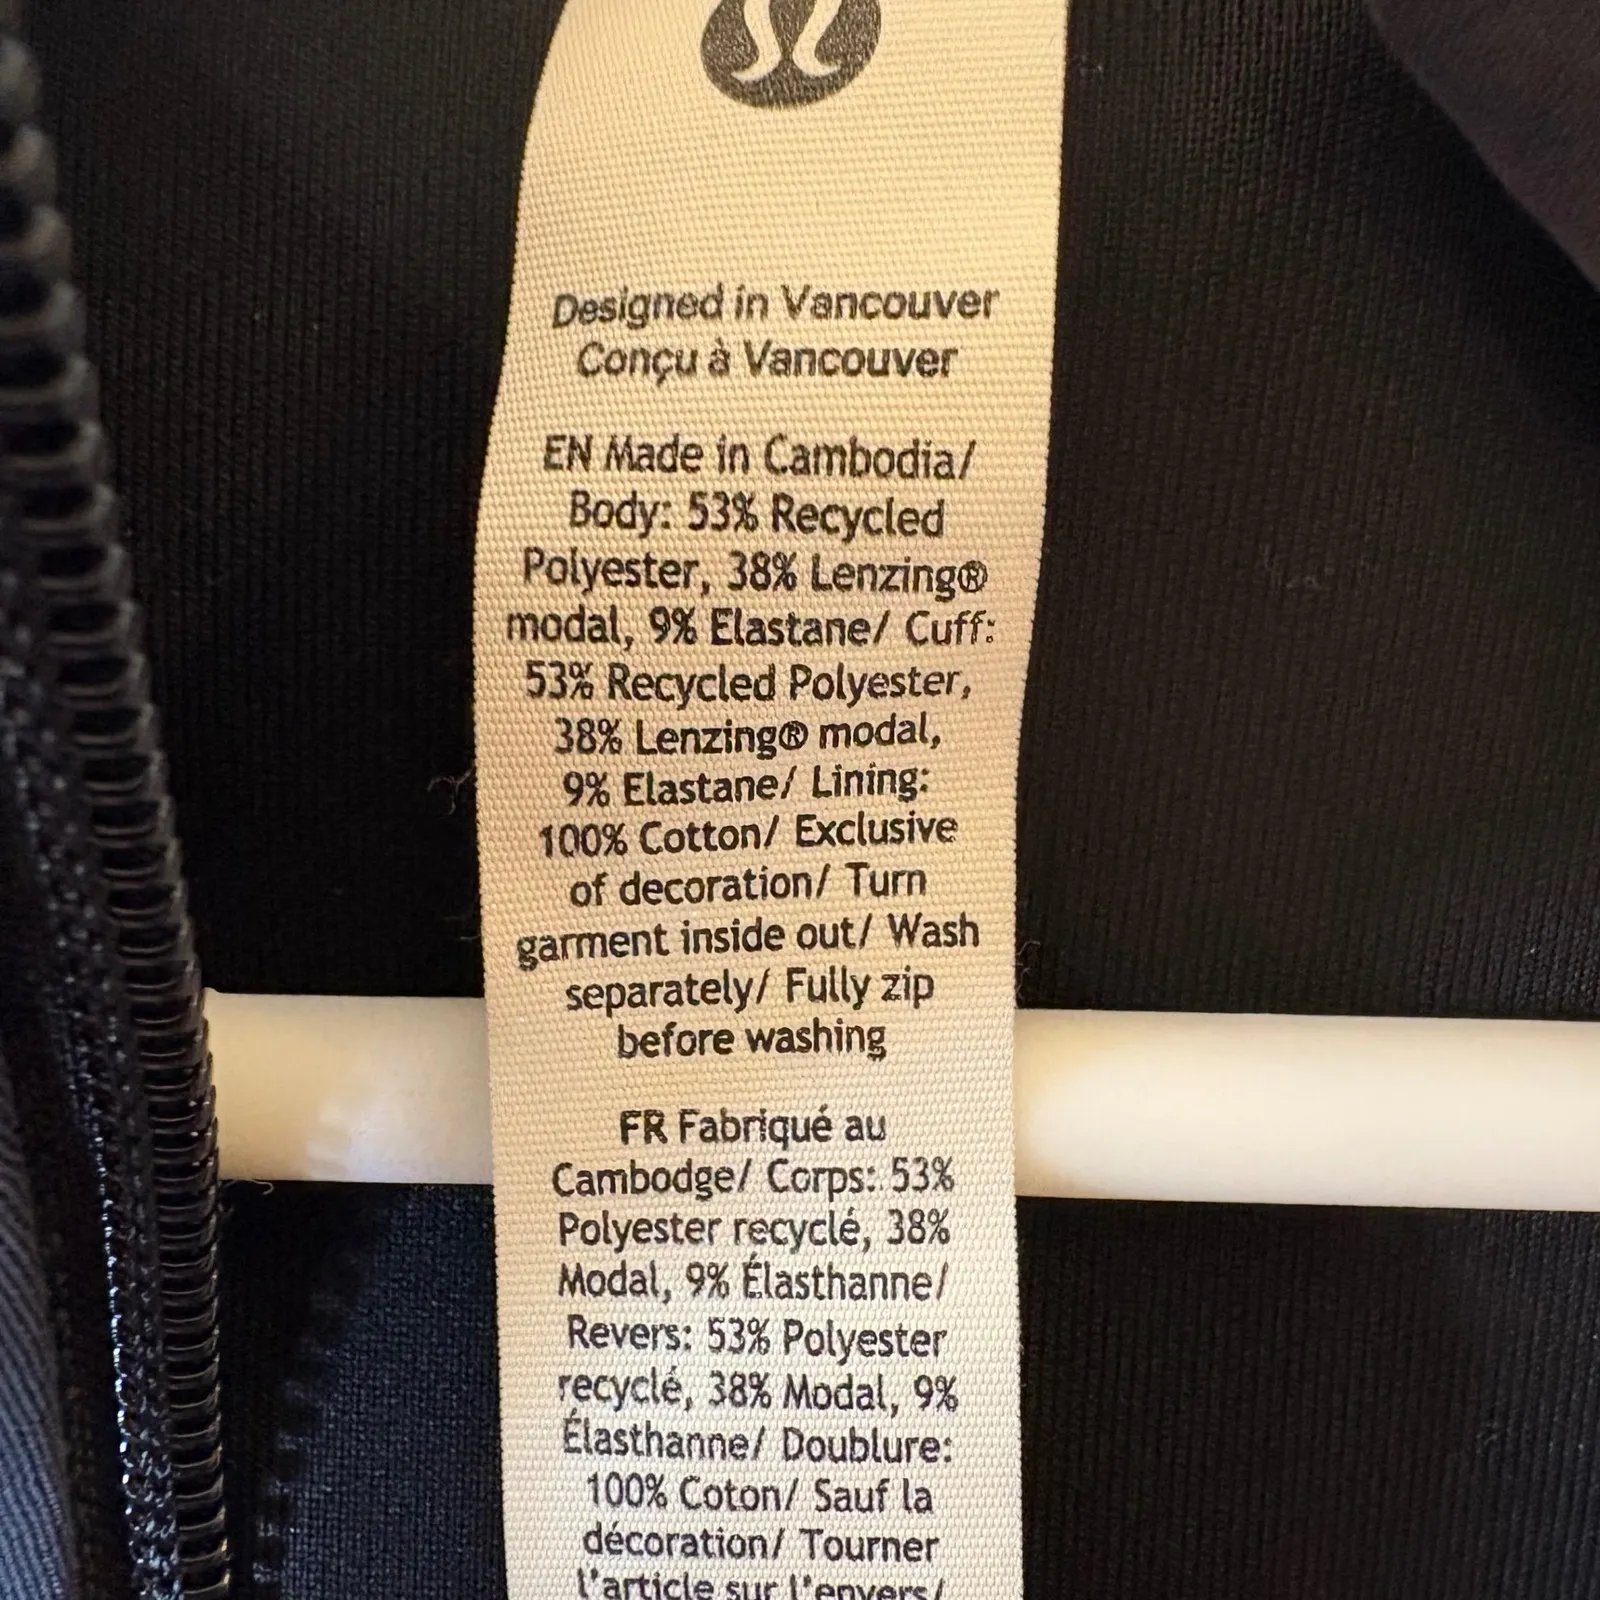 Designed in Vancouver
Conçu à Vancouver
EN Made in Cambodia/
Body: 53% Recycled
Polyester, 38% Lenzing®
modal, 9% Elastane/ Cuff:
53% Recycled Polyester,
38% Lenzing® modal,
9% Elastane/ Lining:
100% Cotton/ Exclusive
of decoration/ Turn
garment inside out/ Wash
separately/ Fully zip
before washing
FR Fabriqué au
Cambodge/ Corps: 53%
Polyester recyclé, 38%
Modal, 9% Élasthanne/
Revers: 53% Polyester
recyclé, 38% Modal, 9%
Élasthanne/ Doublure:
100% Coton/ Sauf la
décoration/ Tourner
l'article sur l'envers/